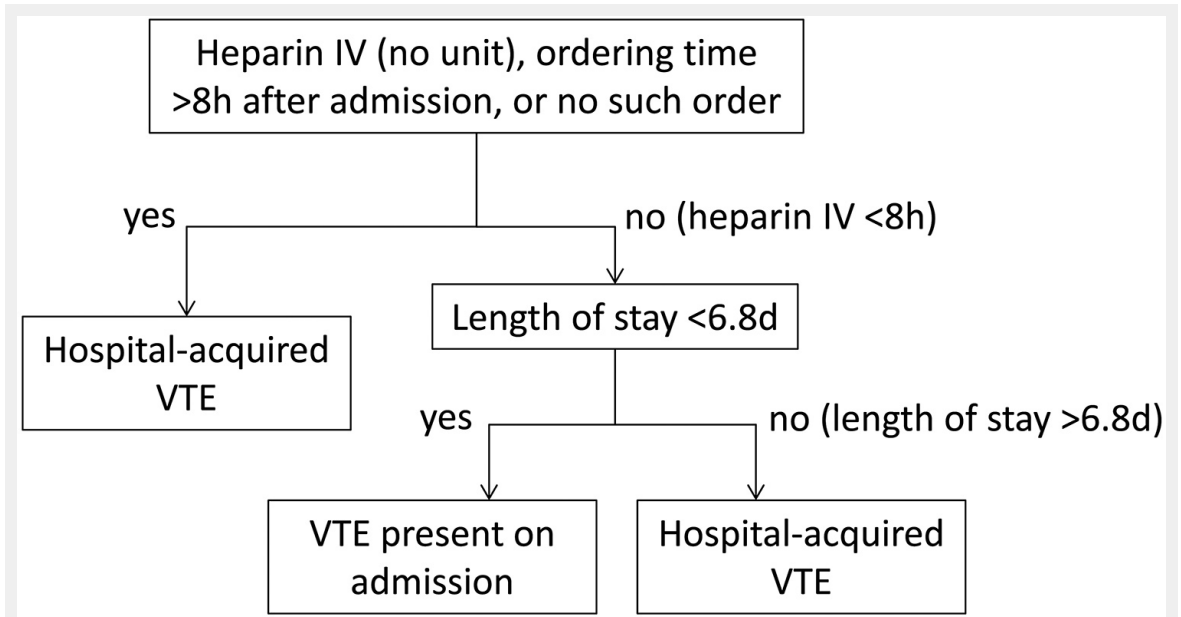 Heparin IV (no unit), ordering time
>8h after admission, or no such order
yes
no (heparin IV <8h)
Hospital-acquired
VTE
Length of stay <6.8d
yes
no (length of stay >6.8d)
VTE present on
admission
Hospital-acquired
VTE